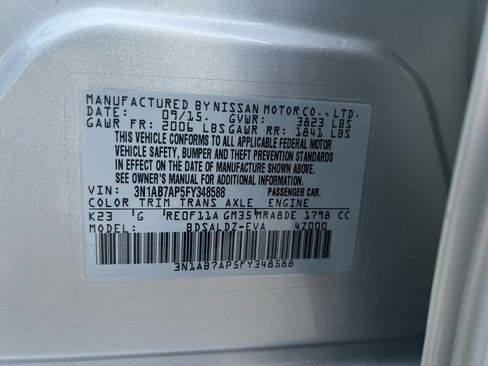 MANUFACTURED BY NISSAN MOTOR CO., LTD.
DATE: 09/15. GVWR: 3823 LBS
GAWR FR: 2006 LBS GAWR RR: 1841 LBS
THIS VEHICLE CONFORMS TO ALL APPLICABLE FEDERAL MOTOR
VEHICLE SAFETY, BUMPER AND THEFT PREVENTION STANDARDS
IN EFFECT ON THE DATE OF MANUFACTURE SHOWN ABOVE.
SEE OWNER'S MANUAL FOR ADDITIONAL INFORMATION
VIN: 3N1AB7AP5FY348588 PASSENGER CAR.
COLOR TRIM TRANS AXLE ENGINE
K23 G RE0F11A GM35 MRA8DE 1798 CC
MODEL: BDSALDZ-EVA 4Z000
3N1AB7AP5FY348588